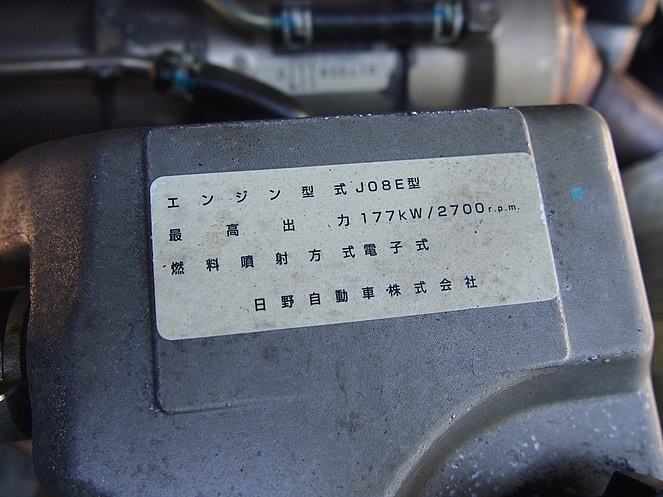 エンジン型式J08E型
最高出力177kW/2700r.p.m.
燃料噴射方式電子式
日野自動車株式会社